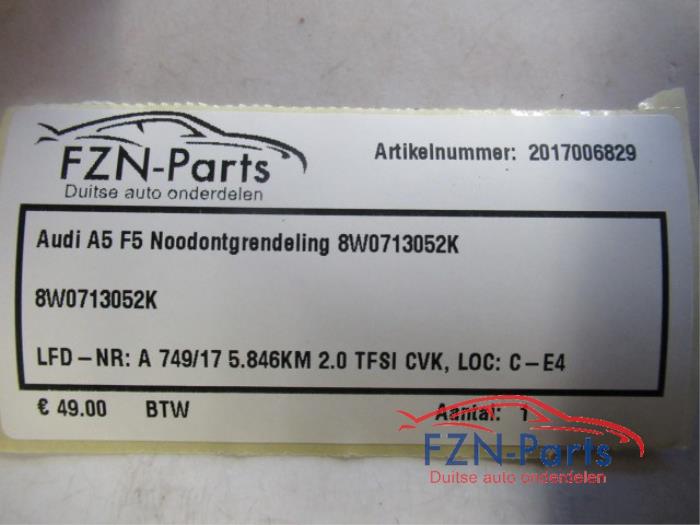 FZN-Parts
Duitse auto onderdelen
Artikelnummer: 2017006829
Audi A5 F5 Noodontgrendeling 8W0713052K
8W0713052K
LFD-NR: A 749/17 5.846KM 2.0 TFSI CVK, LOC: C-E4
€ 49.00 BTW Aantal: 1
FZN-Parts
Duitse auto onderdelen